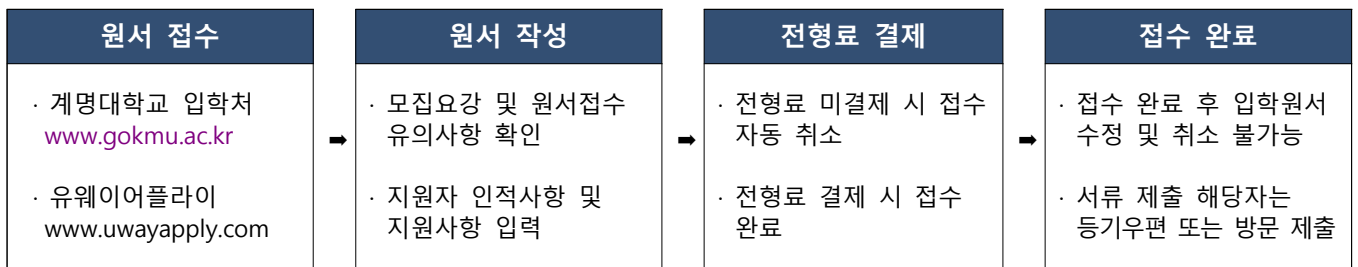 원서 접수
· 계명대학교 입학처
www.gokmu.ac.kr
· 유웨이어플라이
www.uwayapply.com
➡
원서 작성
· 모집요강 및 원서접수
유의사항 확인
· 지원자 인적사항 및
지원사항 입력
➡
전형료 결제
· 전형료 미결제 시 접수
자동 취소
· 전형료 결제 시 접수
완료
➡
접수 완료
· 접수 완료 후 입학원서
수정 및 취소 불가능
· 서류 제출 해당자는
등기우편 또는 방문 제출